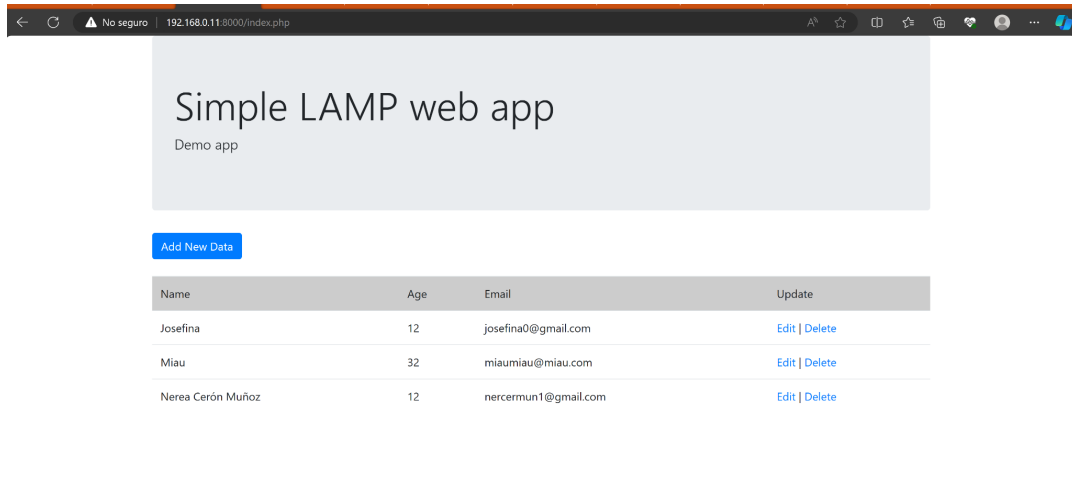 No seguro | 192.168.0.11:8000/index.php
Simple LAMP web app
Demo app
Add New Data
Name Age Email Update
Josefina 12 josefina0@gmail.com Edit | Delete
Miau 32 miaumiau@miau.com Edit | Delete
Nerea Cerón Muñoz 12 nercermun1@gmail.com Edit | Delete